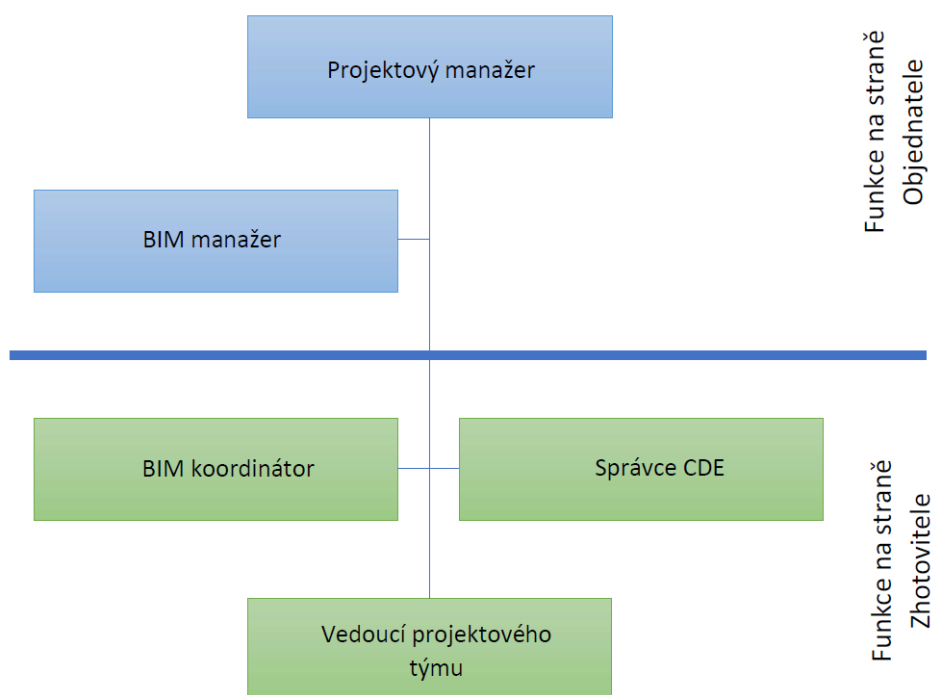 Projektový manažer
Funkce na straně
Objednatele
BIM manažer
BIM koordinátor
Správce CDE
Funkce na straně
Zhotovitele
Vedoucí projektového
týmu